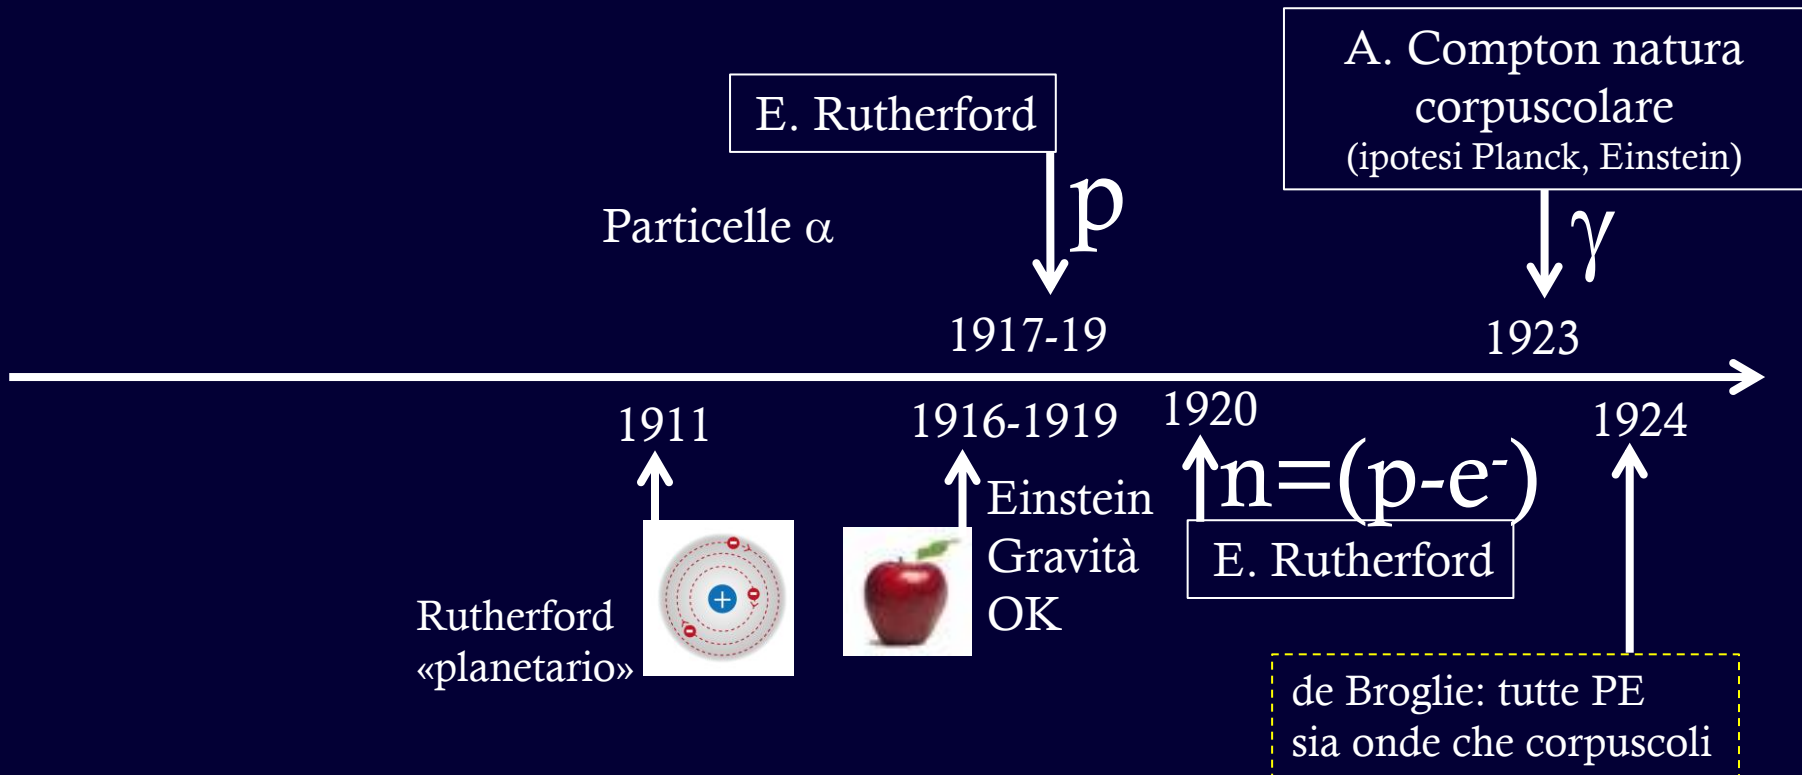 A. Compton natura
corpuscolare
(ipotesi Planck, Einstein)
E. Rutherford
p
γ
Particelle α
1917-19
1923
1911
1916-1919
1920
1924
n=(p-e⁻)
Einstein
Gravità
OK
E. Rutherford
+
Rutherford
«planetario»
de Broglie: tutte PE
sia onde che corpuscoli